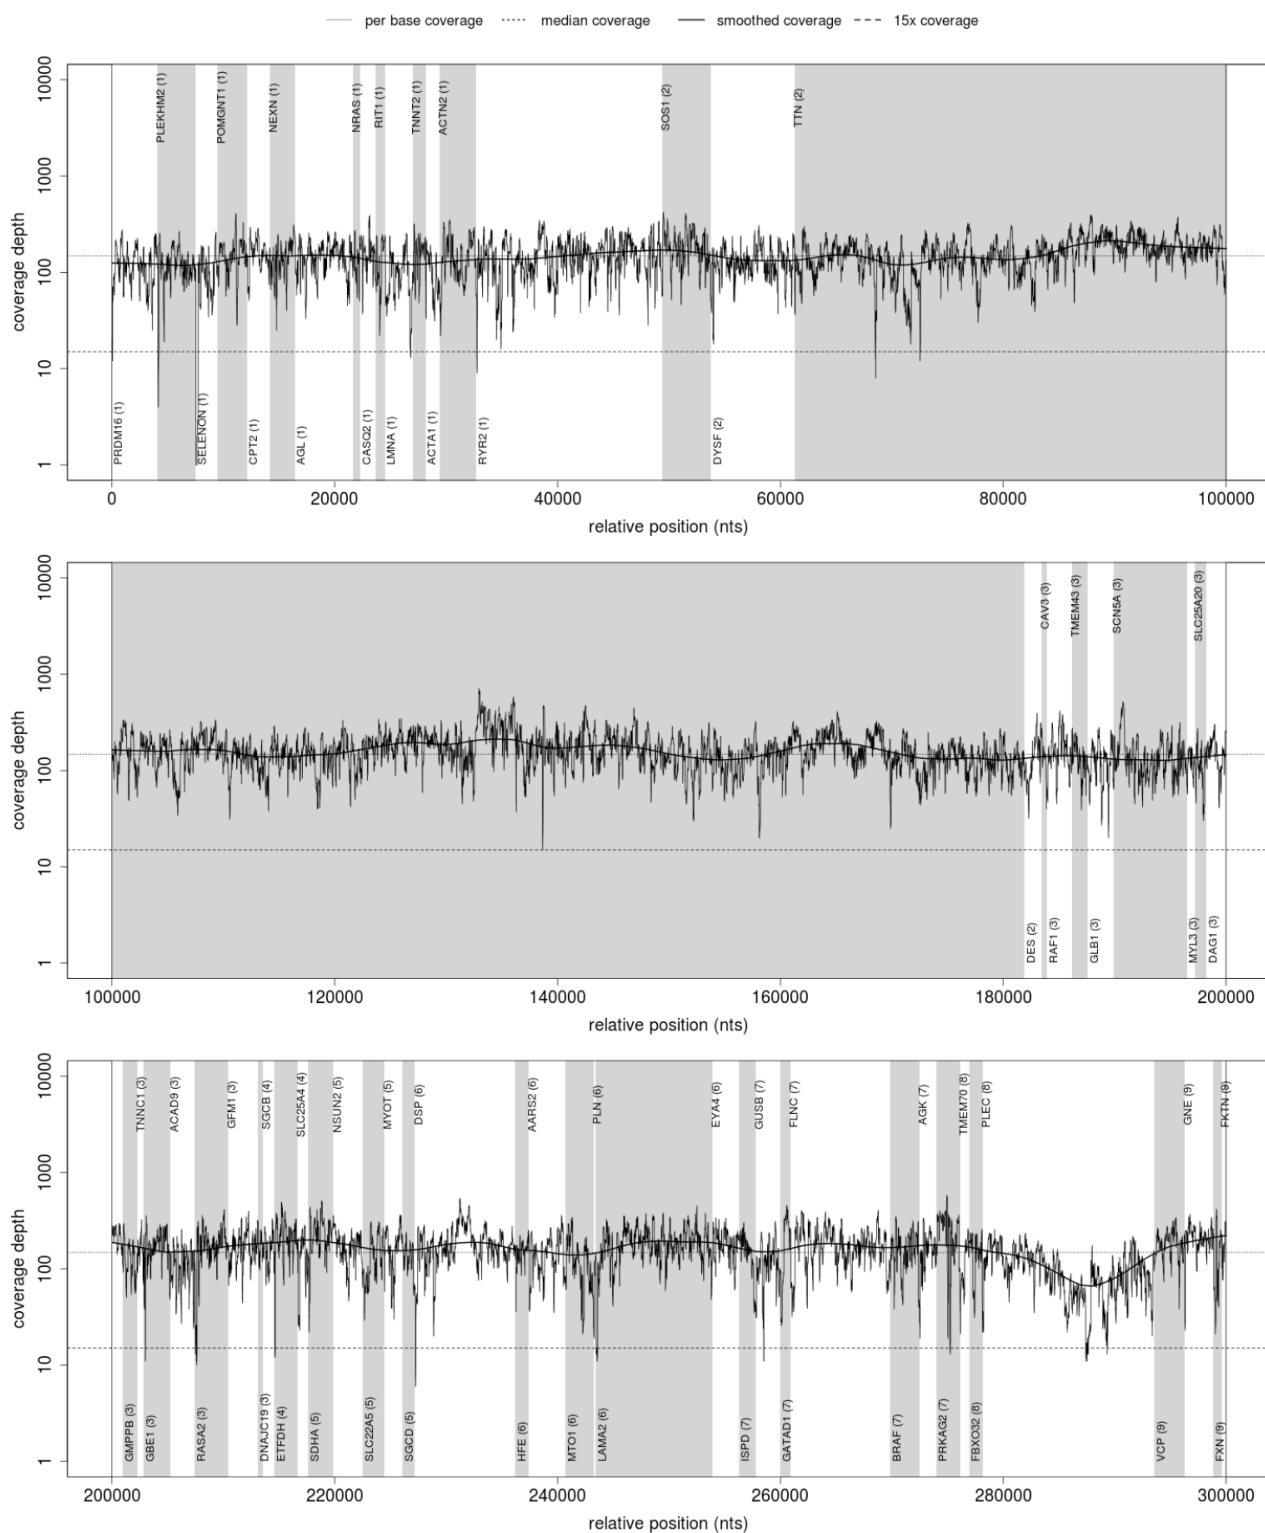 per base coverage median coverage smoothed coverage 15x coverage
coverage depth
10000
1000
100
10
1
PLEKHM2 (1)
POMGNT1 (1)
NEXN (1)
NRAS (1)
RIT1 (1)
TNNT2 (1)
ACTN2 (1)
SOS1 (2)
TTN (2)
PRDM16 (1)
SELENON (1)
CPT2 (1)
AGL (1)
CASQ2 (1)
LMNA (1)
ACTA1 (1)
RYR2 (1)
DYSF (2)
0 20000 40000 60000 80000 100000
relative position (nts)
coverage depth
10000
1000
100
10
1
CAV3 (3)
TMEM43 (3)
SCN5A (3)
SLC25A20 (3)
DES (2)
RAF1 (3)
GLB1 (3)
MYL3 (3)
DAG1 (3)
100000 120000 140000 160000 180000 200000
relative position (nts)
coverage depth
10000
1000
100
10
1
TNNC1 (3)
ACAD9 (3)
GFM1 (3)
SGCB (4)
SLC25A4 (4)
NSUN2 (5)
MYOT (5)
DSP (6)
AARS2 (6)
PLN (6)
EYA4 (6)
GUSB (7)
FLNC (7)
AGK (7)
TMEM70 (8)
PLEC (8)
GNE (9)
FKTN (9)
GMPPB (3)
GBE1 (3)
RASA2 (3)
DNAJC19 (3)
ETFDH (4)
SDHA (5)
SLC22A5 (5)
SGCD (5)
HFE (6)
MTO1 (6)
LAMA2 (6)
ISPD (7)
GATAD1 (7)
BRAF (7)
PRKAG2 (7)
FBXO32 (8)
VCP (9)
FXN (9)
200000 220000 240000 260000 280000 300000
relative position (nts)